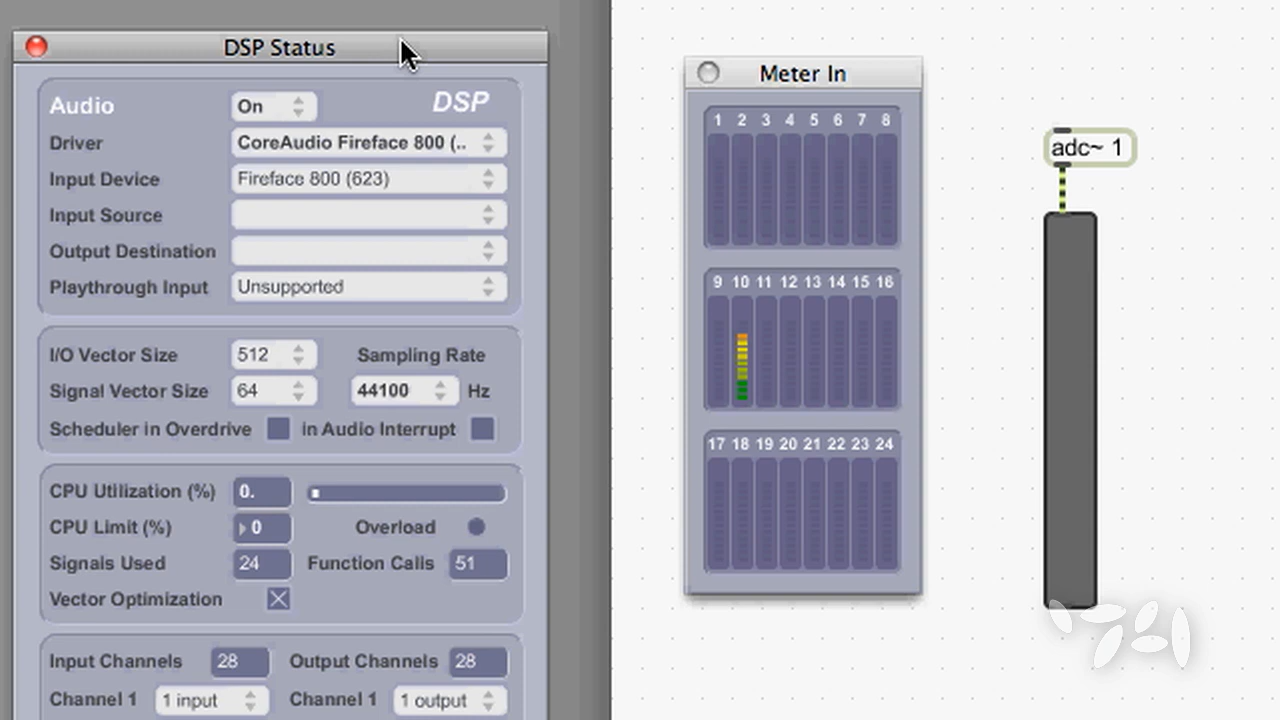 DSP Status
Audio On DSP
Driver CoreAudio Fireface 800 (..
Input Device Fireface 800 (623)
Input Source
Output Destination
Playthrough Input Unsupported
I/O Vector Size 512 Sampling Rate
Signal Vector Size 64 44100 Hz
Scheduler in Overdrive in Audio Interrupt
CPU Utilization (%) 0.
CPU Limit (%) 0 Overload
Signals Used 24 Function Calls 51
Vector Optimization
Input Channels 28 Output Channels 28
Channel 1 1 input Channel 1 1 output
Meter In
1 2 3 4 5 6 7 8
9 10 11 12 13 14 15 16
17 18 19 20 21 22 23 24
adc~ 1